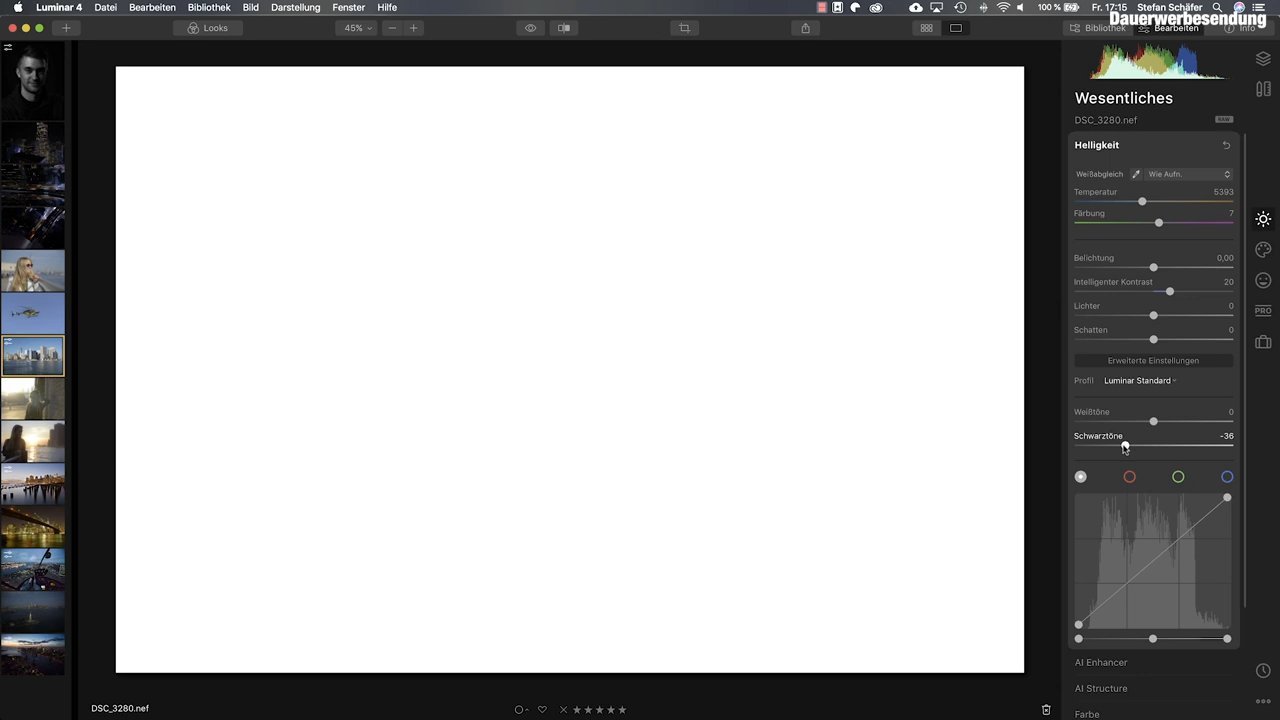 Luminar 4 Datei Bearbeiten Bibliothek Bild Darstellung Fenster Hilfe 100 % Fr. 17:15 Stefan Schäfer
Dauerwerbesendung
Looks 45% Bibliothek Bearbeiten Info
Wesentliches
DSC_3280.nef RAW
Helligkeit
Weißabgleich Wie Aufn.
Temperatur 5393
Färbung 7
Belichtung 0,00
Intelligenter Kontrast 20
Lichter 0
Schatten 0
Erweiterte Einstellungen
Profil Luminar Standard
Weißtöne 0
Schwarztöne -36
PRO
AI Enhancer
AI Structure
Farbe
DSC_3280.nef